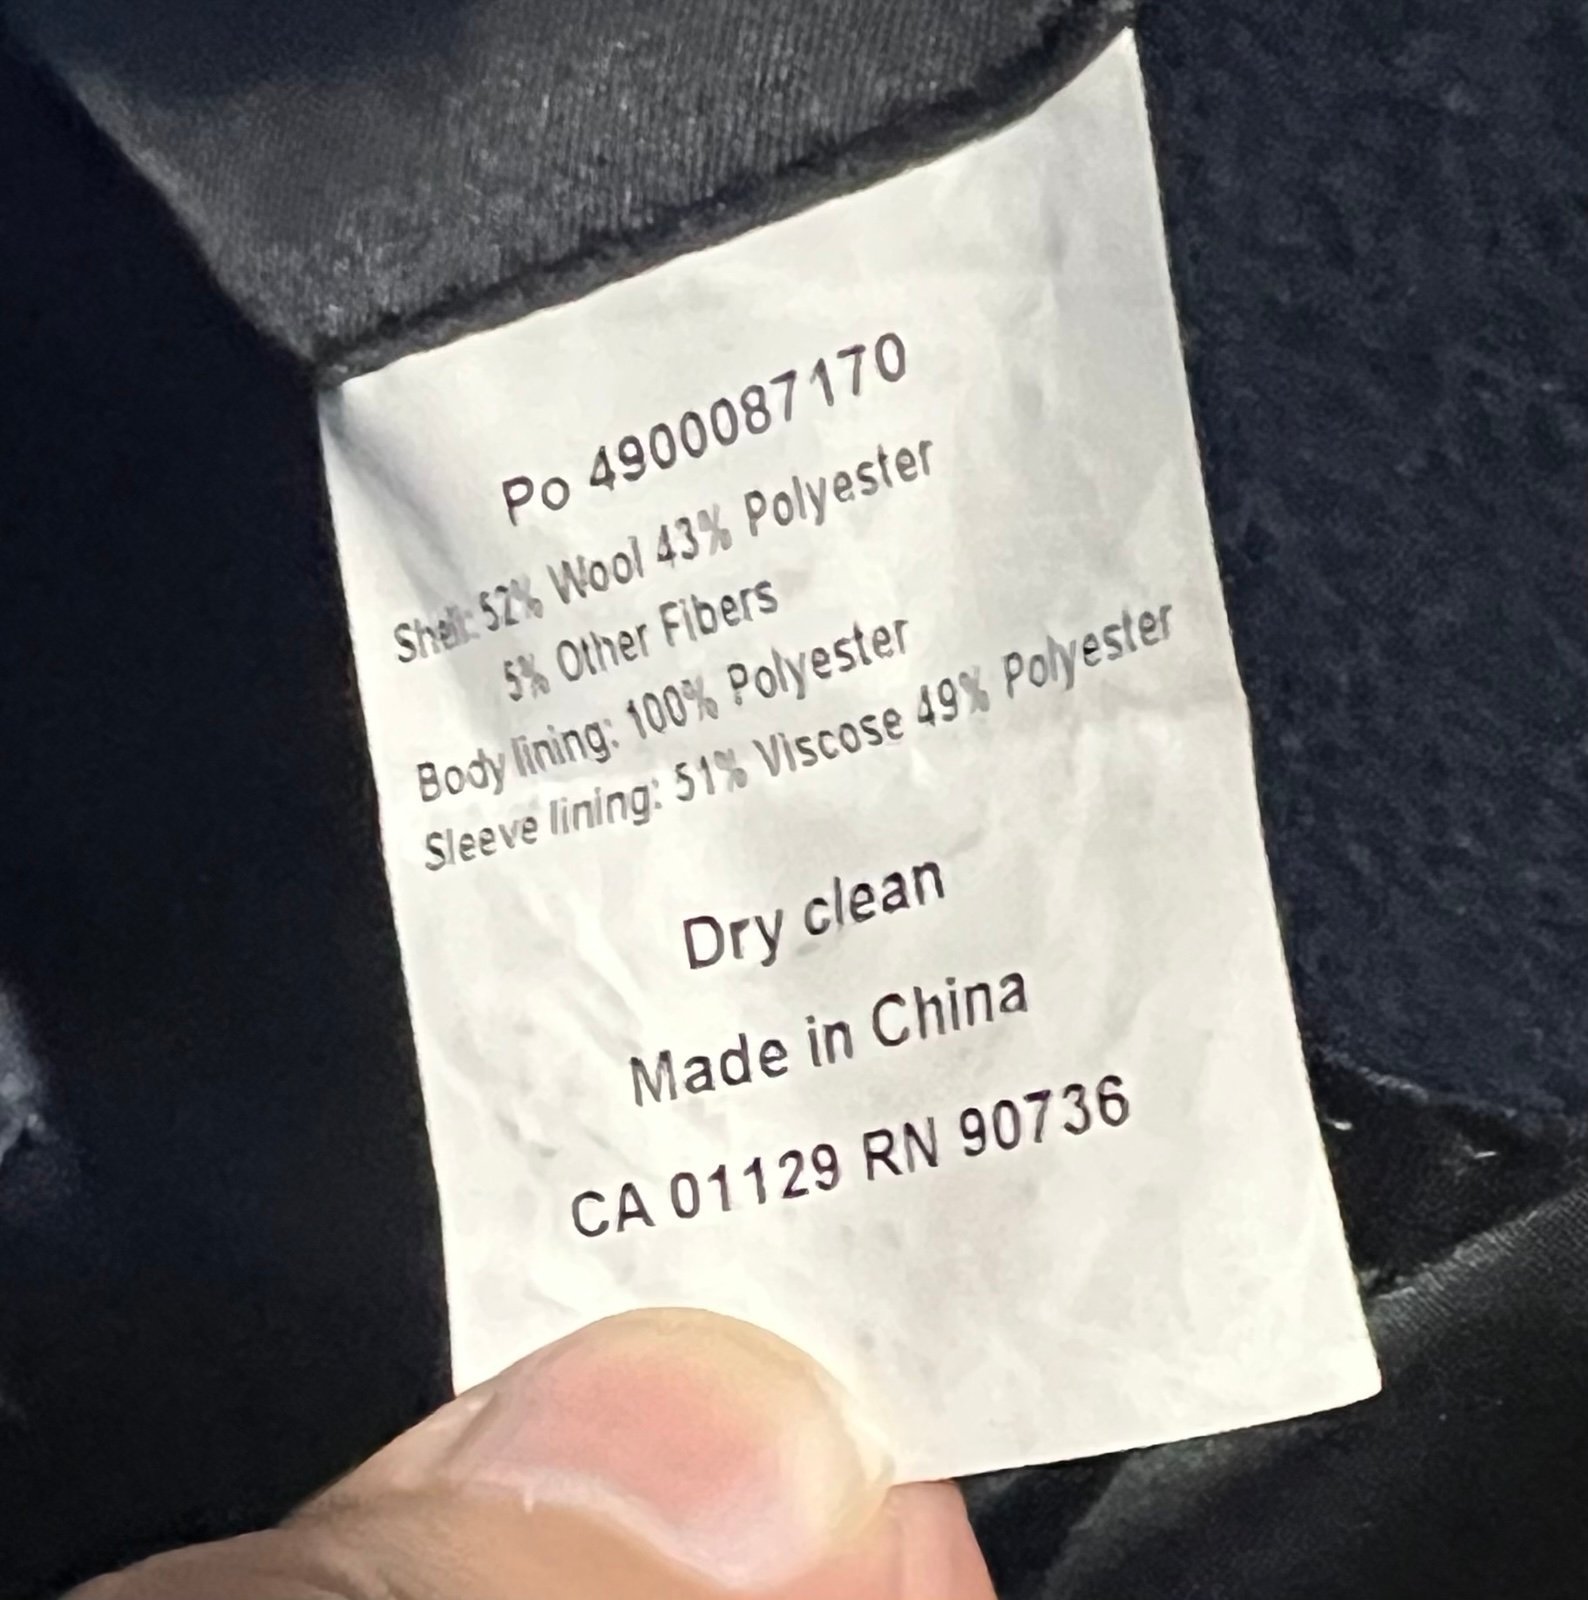 Po 4900087170
Shell: 52% Wool 43% Polyester
5% Other Fibers
Body lining: 100% Polyester
Sleeve lining: 51% Viscose 49% Polyester
Dry clean
Made in China
CA 01129 RN 90736